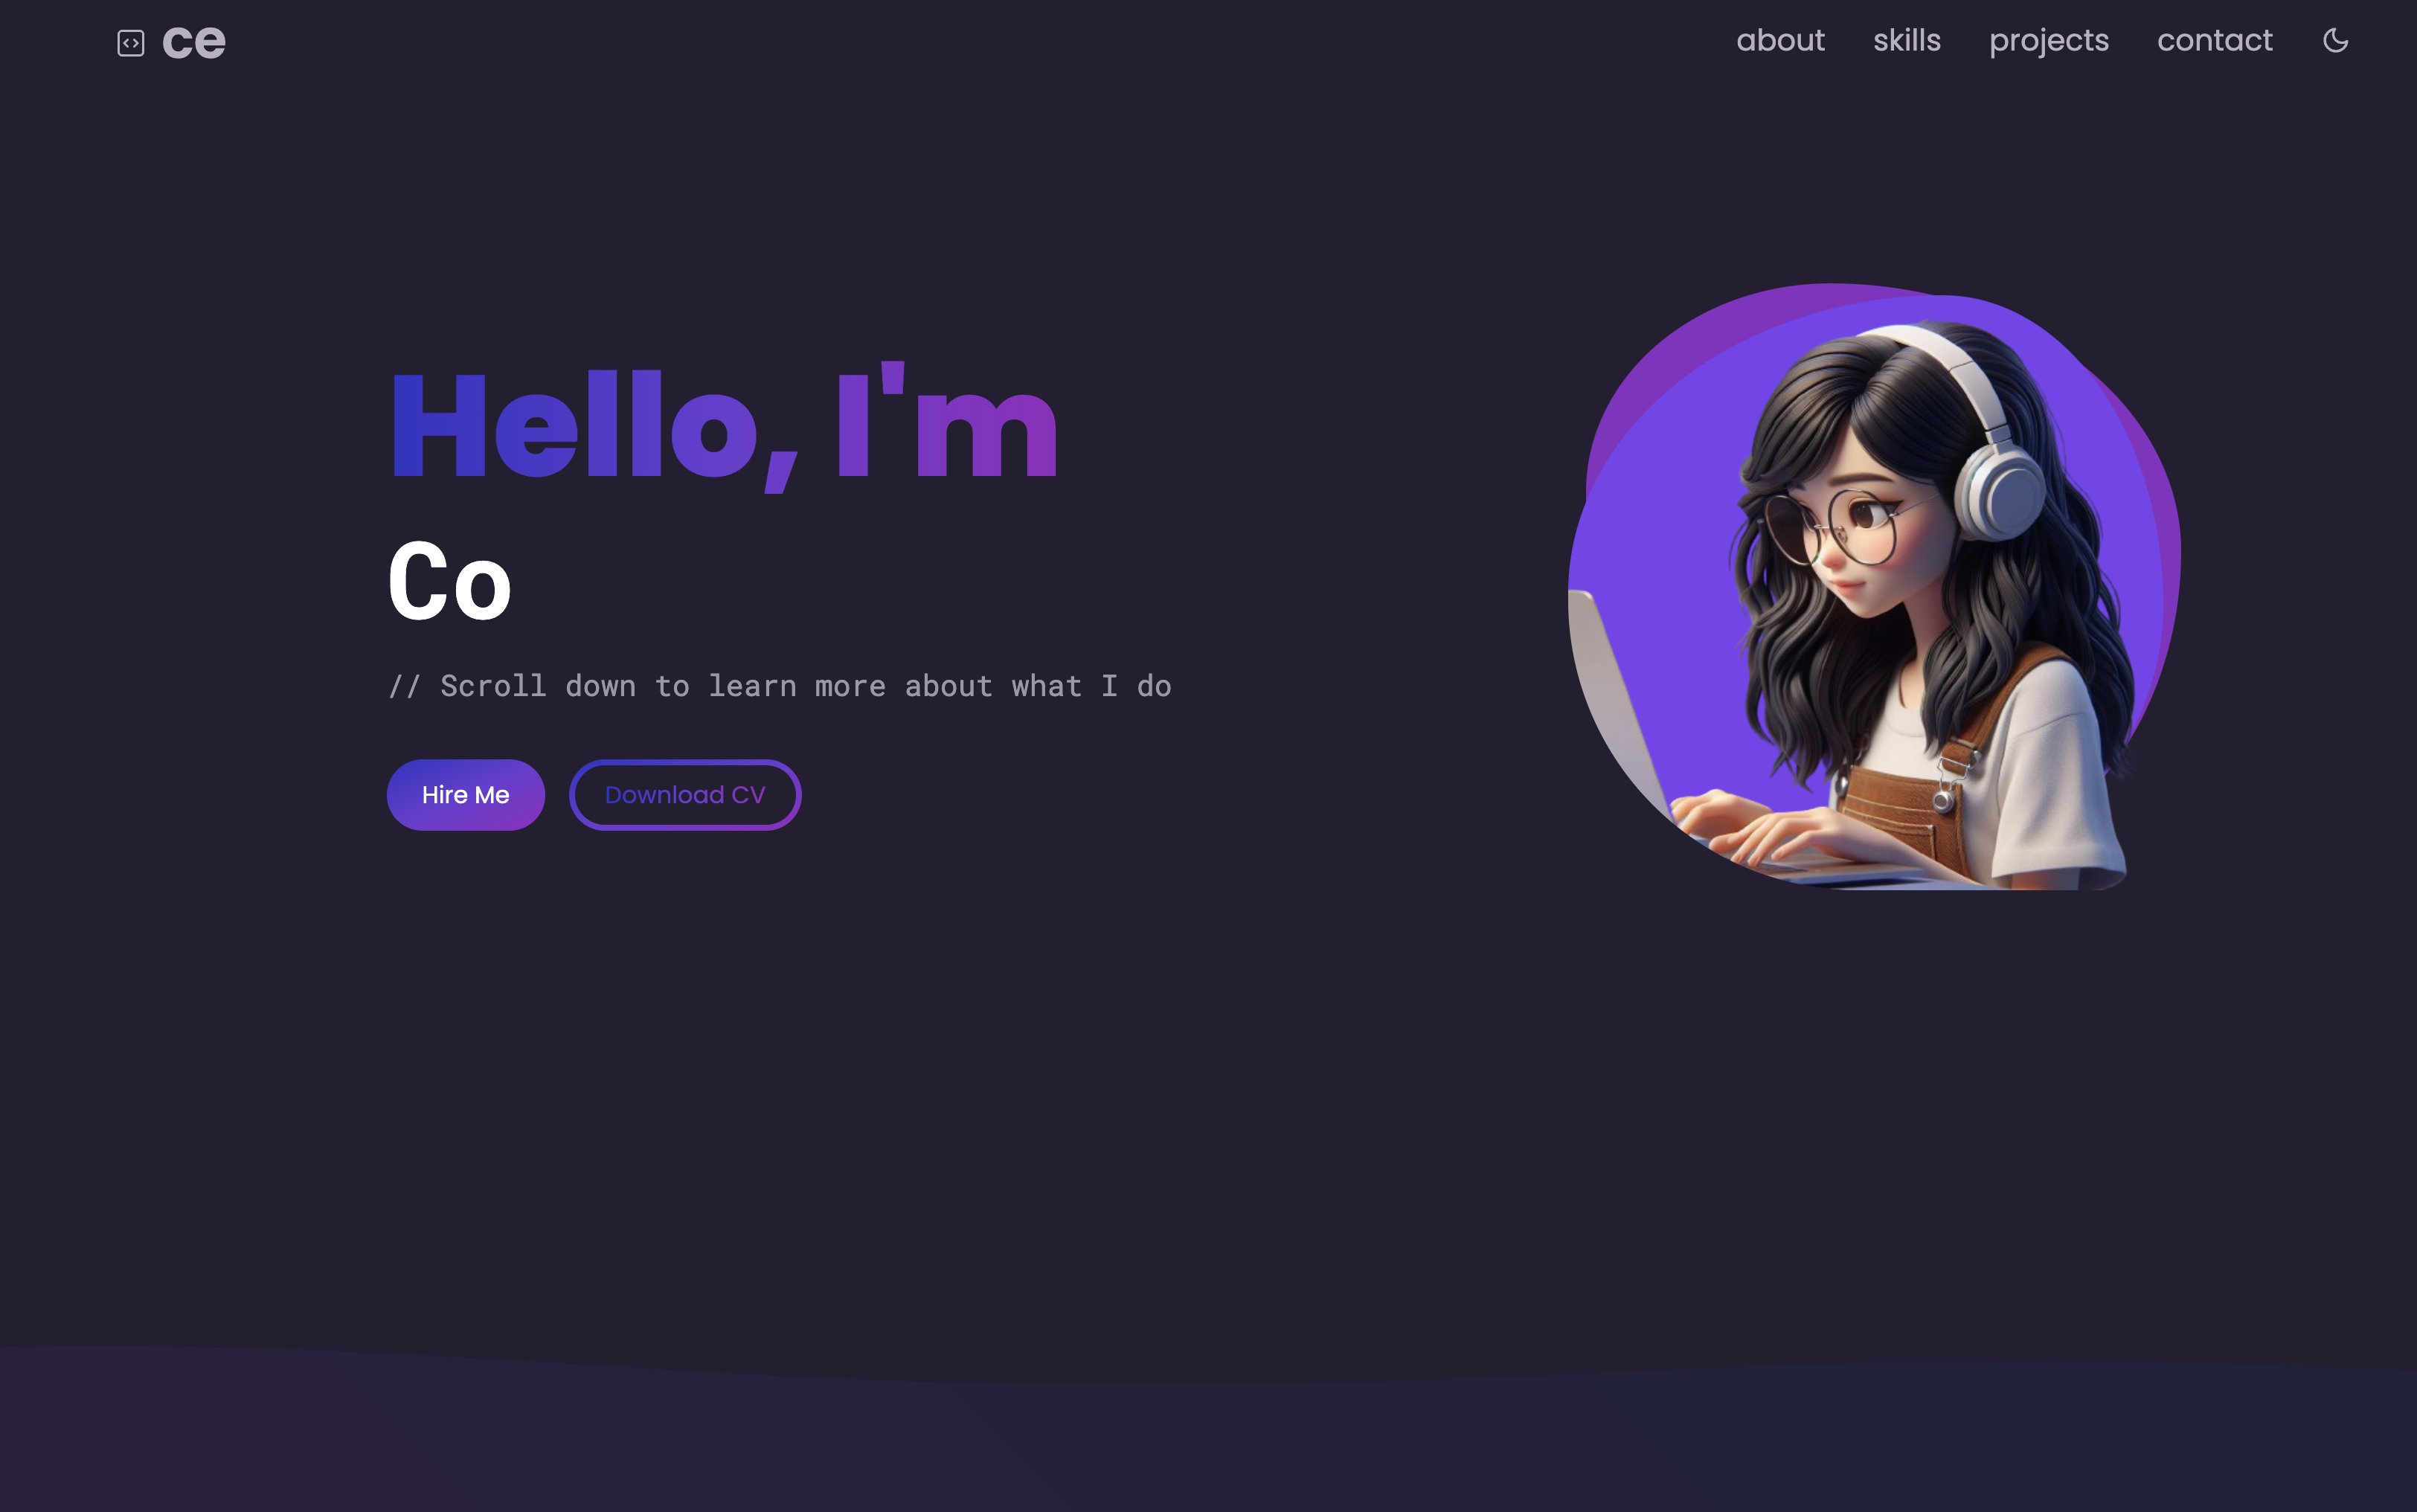 ce
about skills projects contact
Hello, I'm
Co
// Scroll down to learn more about what I do
Hire Me Download CV